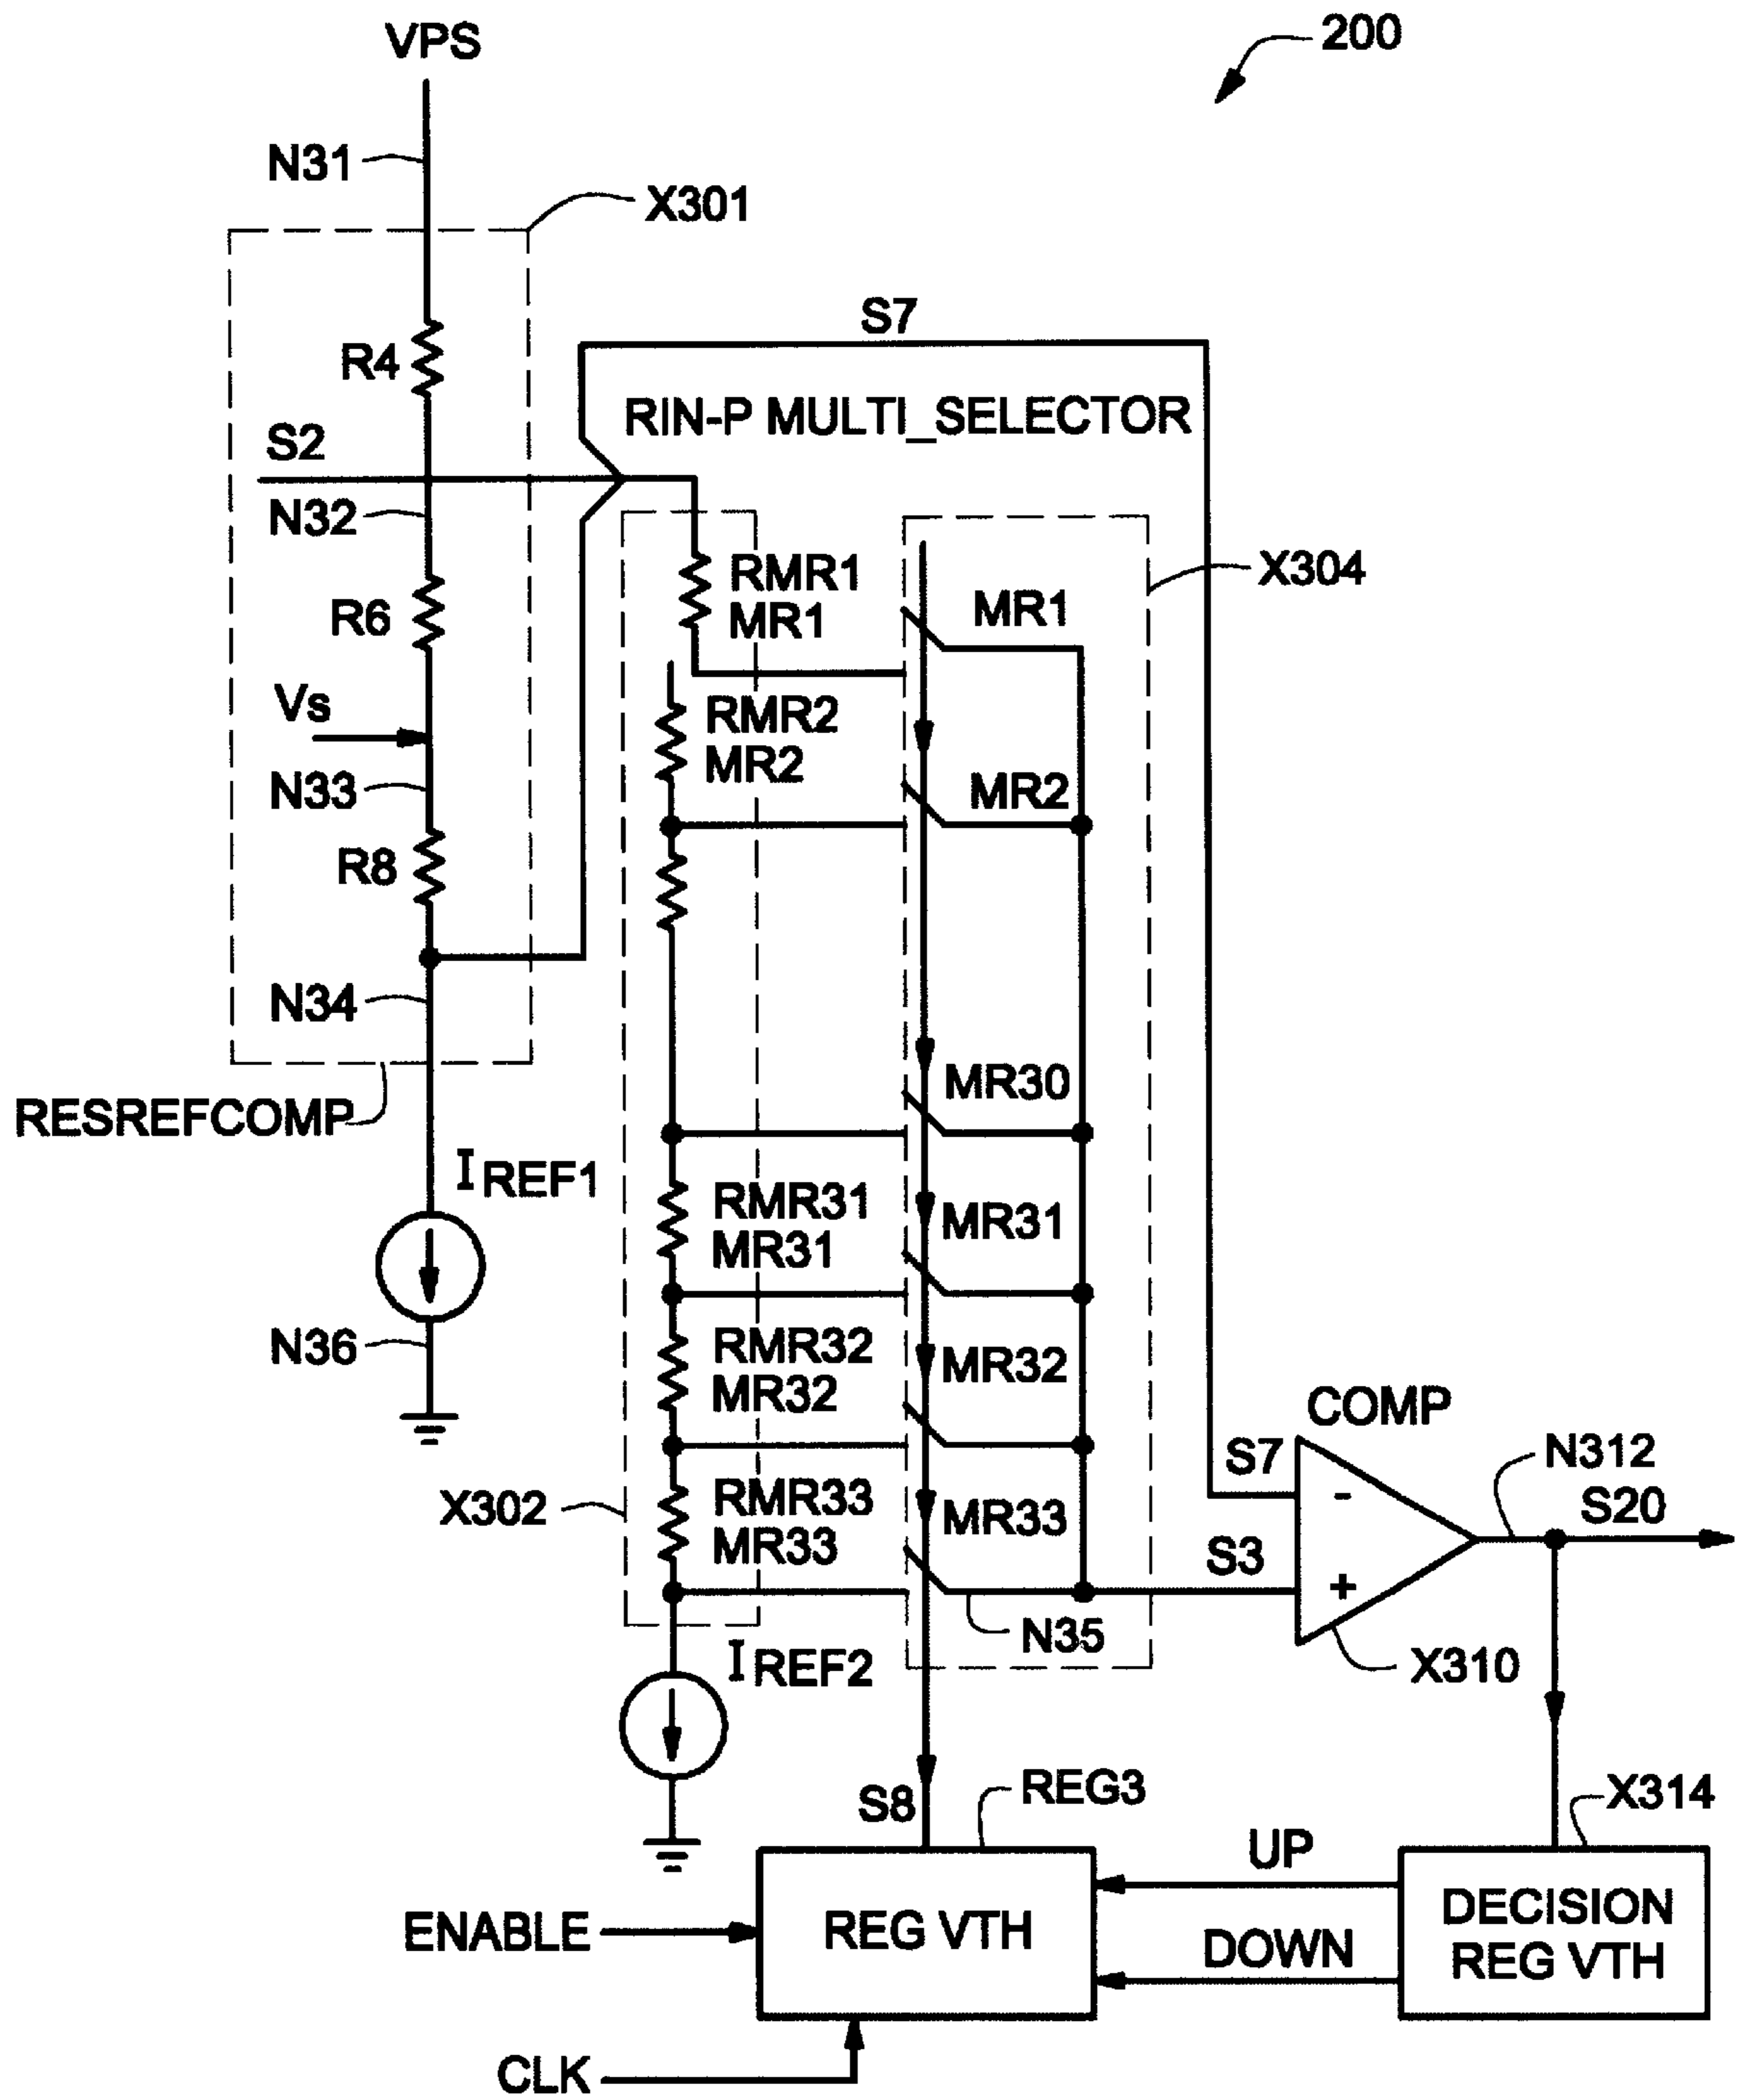 200
VPS
N31
X301
R4
S7
RIN-P MULTI_SELECTOR
S2
N32
RMR1
MR1
MR1
X304
R6
Vs
RMR2
MR2
MR2
N33
R8
N34
RESREFCOMP
MR30
I REF1
RMR31
MR31
MR31
N36
RMR32
MR32
MR32
COMP
S7
-
N312
S20
X302
RMR33
MR33
MR33
S3
+
N35
X310
I REF2
S8
REG3
X314
UP
ENABLE
REG VTH
DOWN
DECISION
REG VTH
CLK